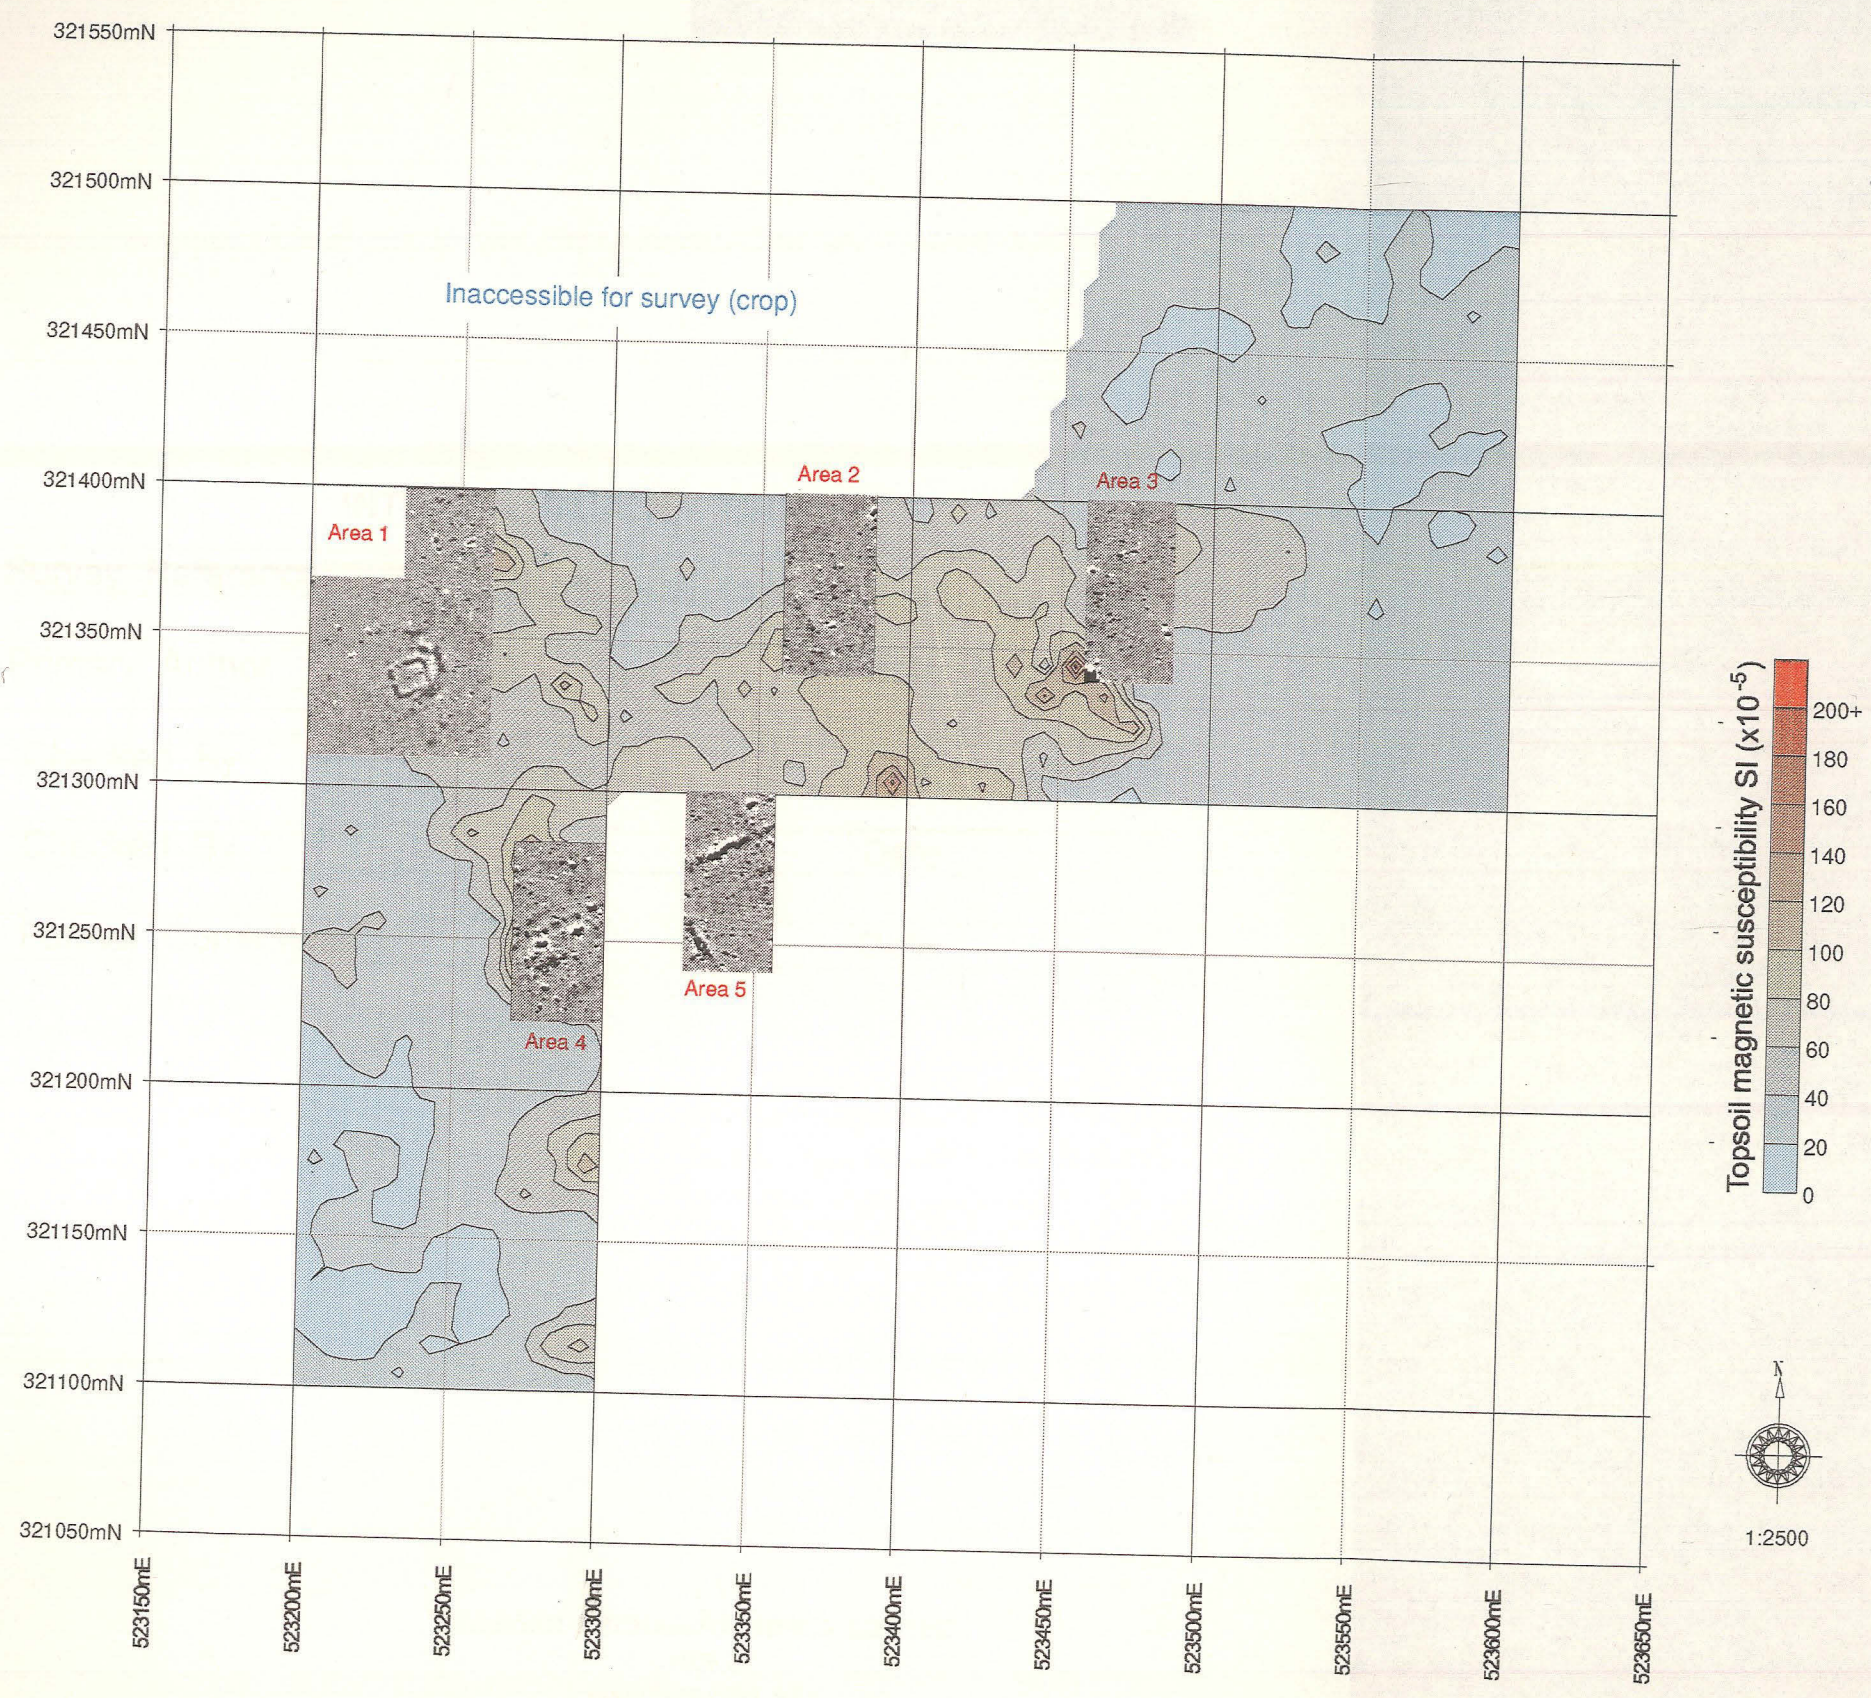 321550mN
321500mN
Inaccessible for survey (crop)
321450mN
321400mN
Area 1
Area 2
Area 3
321350mN
321300mN
321250mN
Area 5
Area 4
321200mN
321150mN
321100mN
321050mN
523150mE
523200mE
523250mE
523300mE
523350mE
523400mE
523450mE
523500mE
523550mE
523600mE
523650mE
Topsoil magnetic susceptibility SI (x10-5)
200+
180
160
140
120
100
80
60
40
20
0
N
1:2500